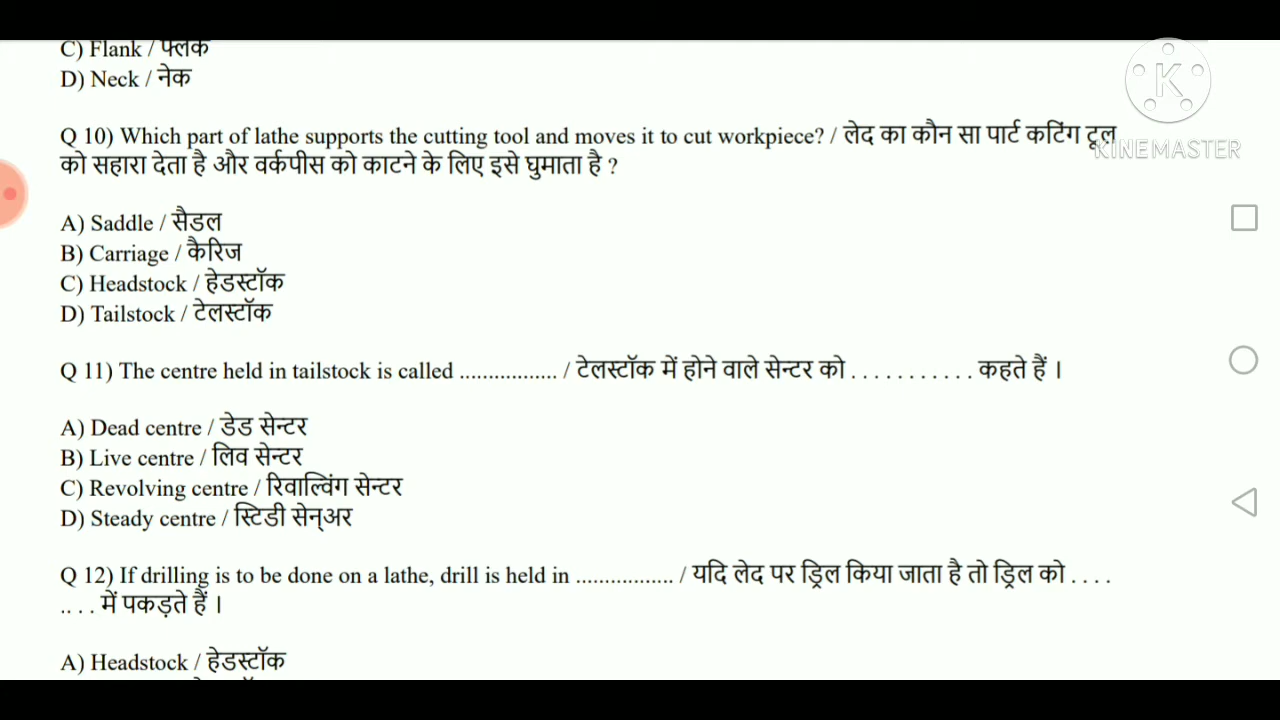 C) Flank / फ्लंक
D) Neck / नेक
Q 10) Which part of lathe supports the cutting tool and moves it to cut workpiece? / लेद का कौन सा पार्ट कटिंग टूल
को सहारा देता है और वर्कपीस को काटने के लिए इसे घुमाता है ?
KINEMASTER
A) Saddle / सैडल
B) Carriage / कैरिज
C) Headstock / हेडस्टॉक
D) Tailstock / टेलस्टॉक
Q 11) The centre held in tailstock is called ................. / टेलस्टॉक में होने वाले सेन्टर को . . . . . . . . . . . कहते हैं ।
A) Dead centre / डेड सेन्टर
B) Live centre / लिव सेन्टर
C) Revolving centre / रिवाल्विंग सेन्टर
D) Steady centre / स्टिडी सेन्अर
Q 12) If drilling is to be done on a lathe, drill is held in ................. / यदि लेद पर ड्रिल किया जाता है तो ड्रिल को . . . .
.. . . में पकड़ते हैं ।
A) Headstock / हेडस्टॉक